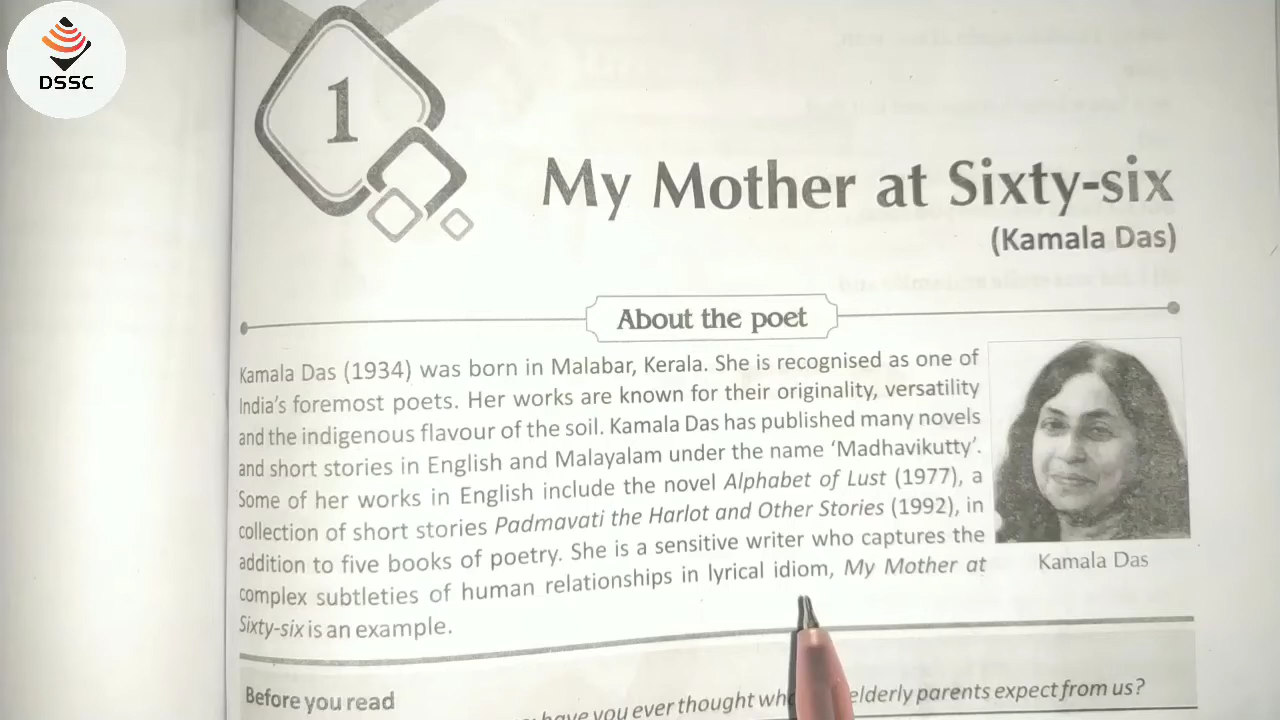 DSSC
1
My Mother at Sixty-six
(Kamala Das)
About the poet
Kamala Das (1934) was born in Malabar, Kerala. She is recognised as one of
India's foremost poets. Her works are known for their originality, versatility
and the indigenous flavour of the soil. Kamala Das has published many novels
and short stories in English and Malayalam under the name 'Madhavikutty'.
Some of her works in English include the novel Alphabet of Lust (1977), a
collection of short stories Padmavati the Harlot and Other Stories (1992), in
addition to five books of poetry. She is a sensitive writer who captures the
complex subtleties of human relationships in lyrical idiom, My Mother at
Sixty-six is an example.
Kamala Das
Before you read
have you ever thought elderly parents expect from us?